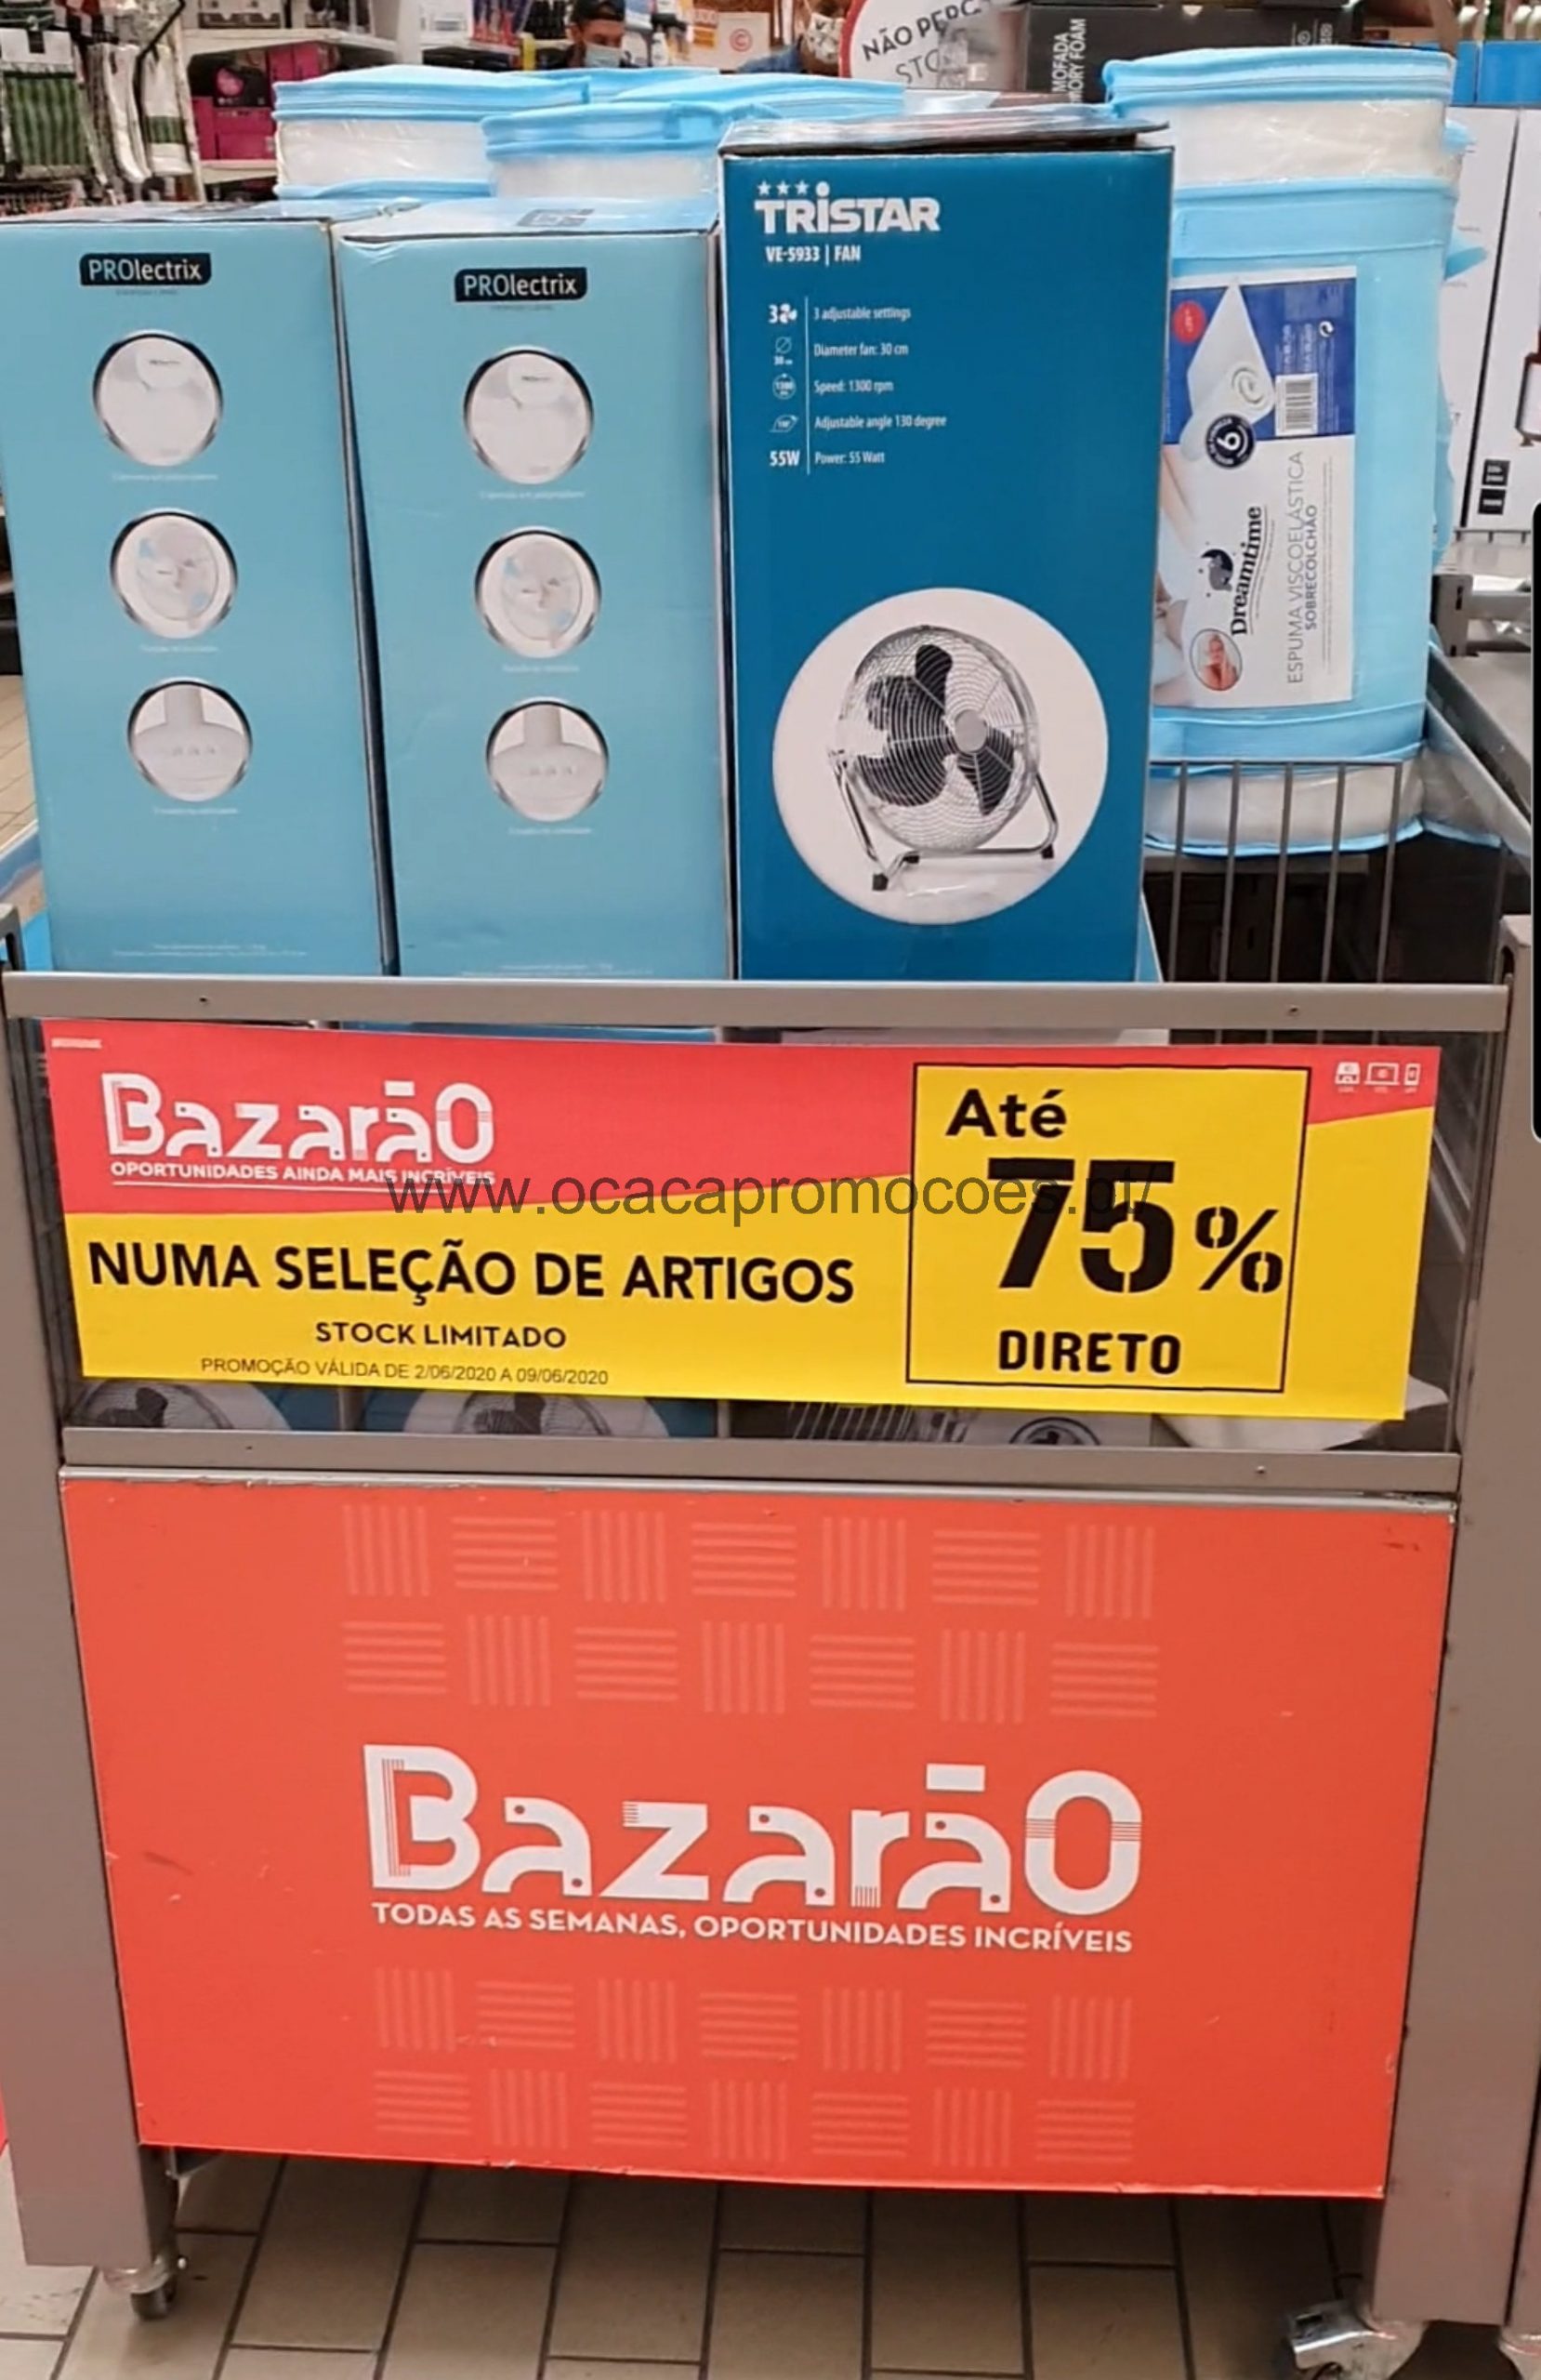 NÃO
MOFADA
PROlectrix
PROlectrix
TRISTAR
VE-5933 | FAN
3 adjustable settings
Diameter fan: 30 cm
Speed: 1300 rpm
Adjustable angle 130 degree
55W Power: 55 Watt
6
Dreamtime
ESPUMA VISCOELÁSTICA
SOBRECOLCHÃO
BazarãO
OPORTUNIDADES AINDA MAIS INCRÍVEIS
Até
75%
DIRETO
www.ocacapromocoes.pt/
NUMA SELEÇÃO DE ARTIGOS
STOCK LIMITADO
PROMOÇÃO VÁLIDA DE 2/06/2020 A 09/06/2020
BazarãO
TODAS AS SEMANAS, OPORTUNIDADES INCRÍVEIS